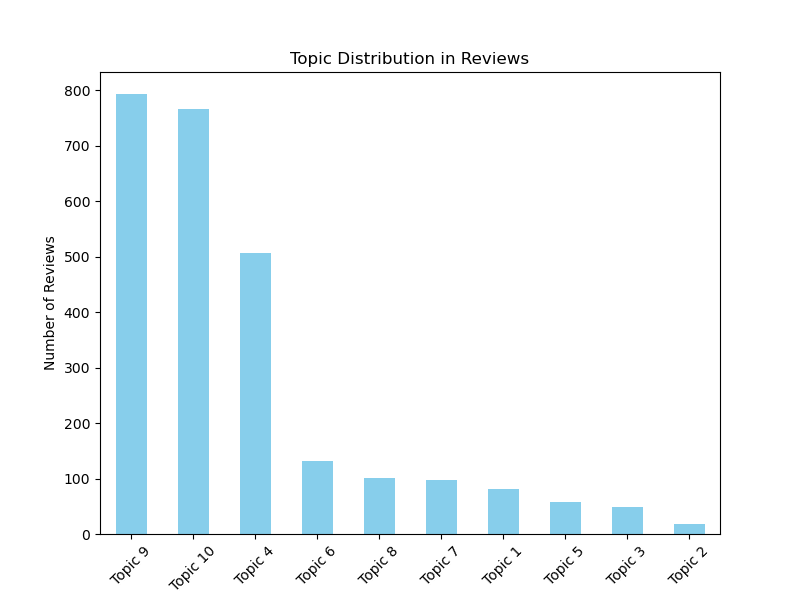 Topic Distribution in Reviews
Number of Reviews
800
700
600
500
400
300
200
100
0
Topic 9
Topic 10
Topic 4
Topic 6
Topic 8
Topic 7
Topic 1
Topic 5
Topic 3
Topic 2